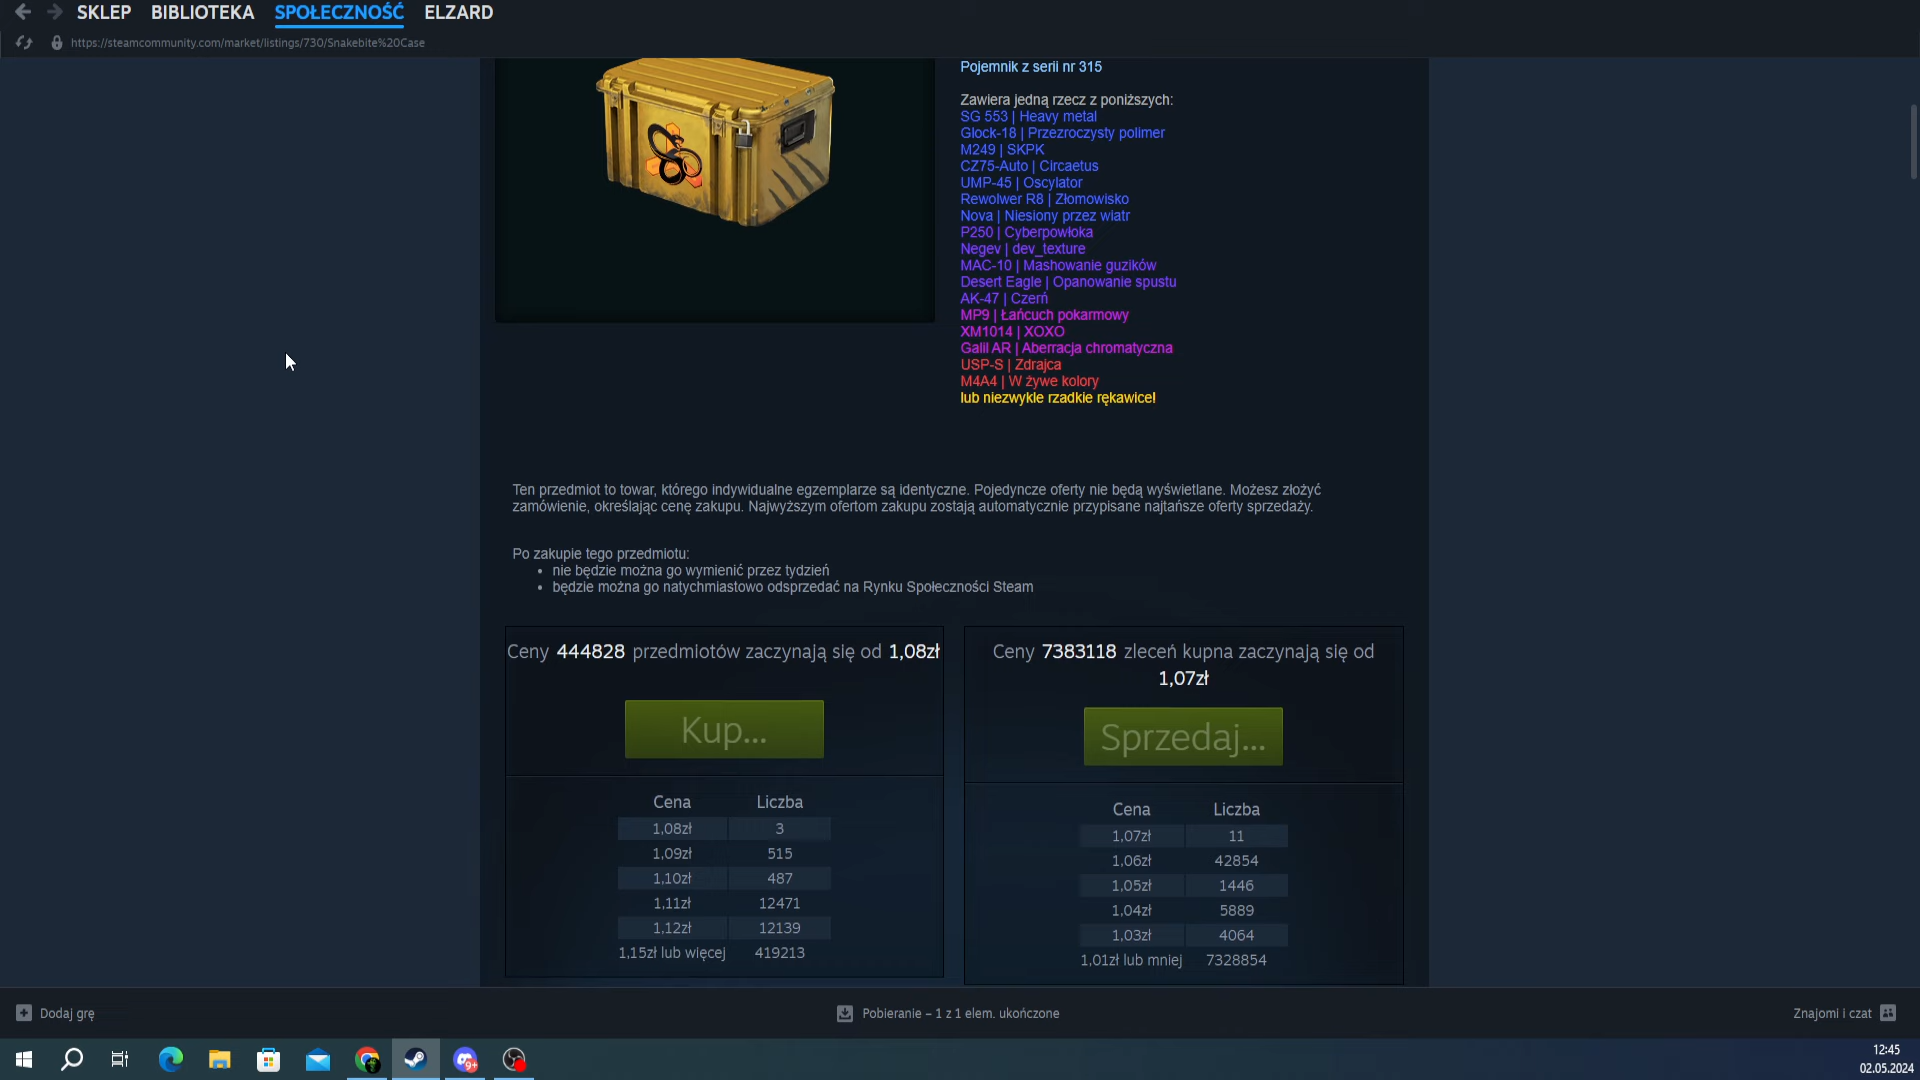 SKLEP BIBLIOTEKA SPOŁECZNOŚĆ ELZARD
https://steamcommunity.com/market/listings/730/Snakebite%20Case
Pojemnik z serii nr 315
Zawiera jedną rzecz z poniższych:
SG 553 | Heavy metal
Glock-18 | Przezroczysty polimer
M249 | SKPK
CZ75-Auto | Circaetus
UMP-45 | Oscylator
Rewolwer R8 | Złomowisko
Nova | Niesiony przez wiatr
P250 | Cyberpowłoka
Negev | dev_texture
MAC-10 | Mashowanie guzików
Desert Eagle | Opanowanie spustu
AK-47 | Czerń
MP9 | Łańcuch pokarmowy
XM1014 | XOXO
Galil AR | Aberracja chromatyczna
USP-S | Zdrajca
M4A4 | W żywe kolory
lub niezwykle rzadkie rękawice!
Ten przedmiot to towar, którego indywidualne egzemplarze są identyczne. Pojedyncze oferty nie będą wyświetlane. Możesz złożyć
zamówienie, określając cenę zakupu. Najwyższym ofertom zakupu zostają automatycznie przypisane najtańsze oferty sprzedaży.
Po zakupie tego przedmiotu:
• nie będzie można go wymienić przez tydzień
• będzie można go natychmiastowo odsprzedać na Rynku Społeczności Steam
Ceny 444828 przedmiotów zaczynają się od 1,08zł
Kup...
Cena Liczba
1,08zł 3
1,09zł 515
1,10zł 487
1,11zł 12471
1,12zł 12139
1,15zł lub więcej 419213
Ceny 7383118 zleceń kupna zaczynają się od
1,07zł
Sprzedaj...
Cena Liczba
1,07zł 11
1,06zł 42854
1,05zł 1446
1,04zł 5889
1,03zł 4064
1,01zł lub mniej 7328854
Dodaj grę
Pobieranie – 1 z 1 elem. ukończone
Znajomi i czat
9+
12:45
02.05.2024